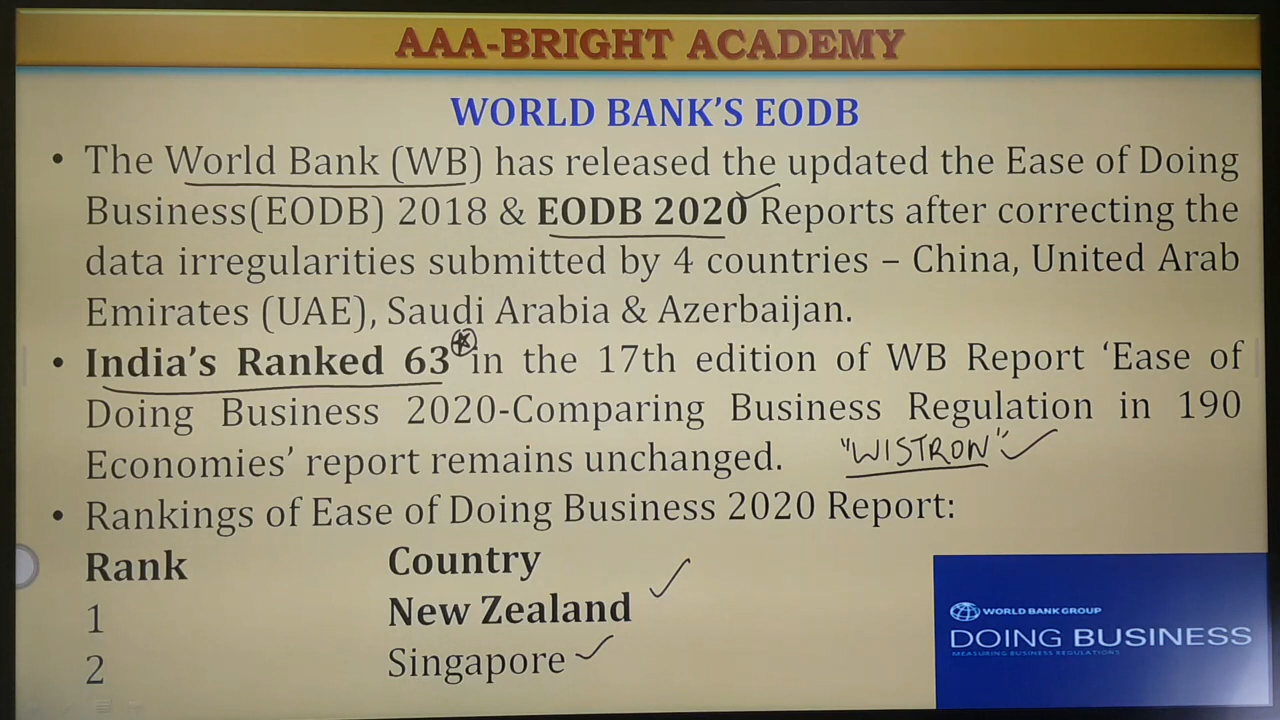 AAA-BRIGHT ACADEMY
WORLD BANK'S EODB
• The World Bank (WB) has released the updated the Ease of Doing
Business(EODB) 2018 & EODB 2020 Reports after correcting the
data irregularities submitted by 4 countries – China, United Arab
Emirates (UAE), Saudi Arabia & Azerbaijan.
• India's Ranked 63 in the 17th edition of WB Report 'Ease of
Doing Business 2020-Comparing Business Regulation in 190
Economies' report remains unchanged.
"WISTRON"
• Rankings of Ease of Doing Business 2020 Report:
Rank Country
1 New Zealand
2 Singapore
WORLD BANK GROUP
DOING BUSINESS
MEASURING BUSINESS REGULATIONS